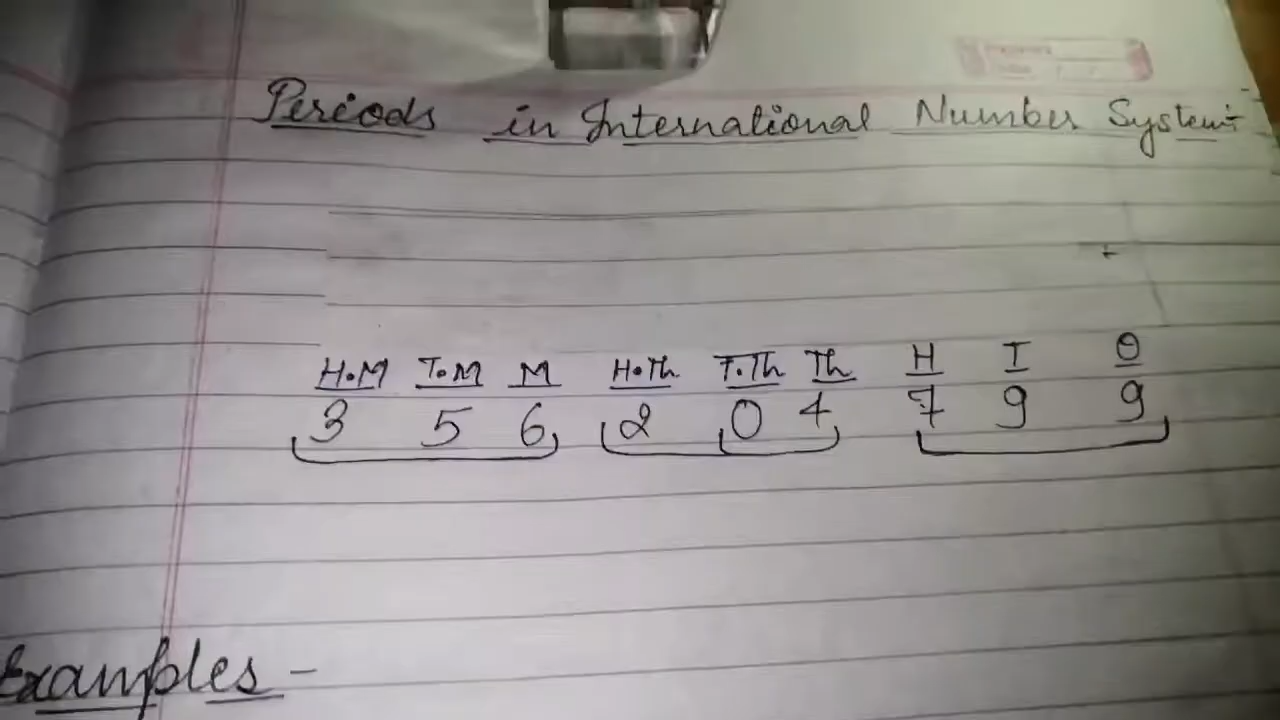 Periods in International Number System:-
H.M T.M M H.Th T.Th Th H T O
3 5 6 2 0 4 7 9 9
Examples -